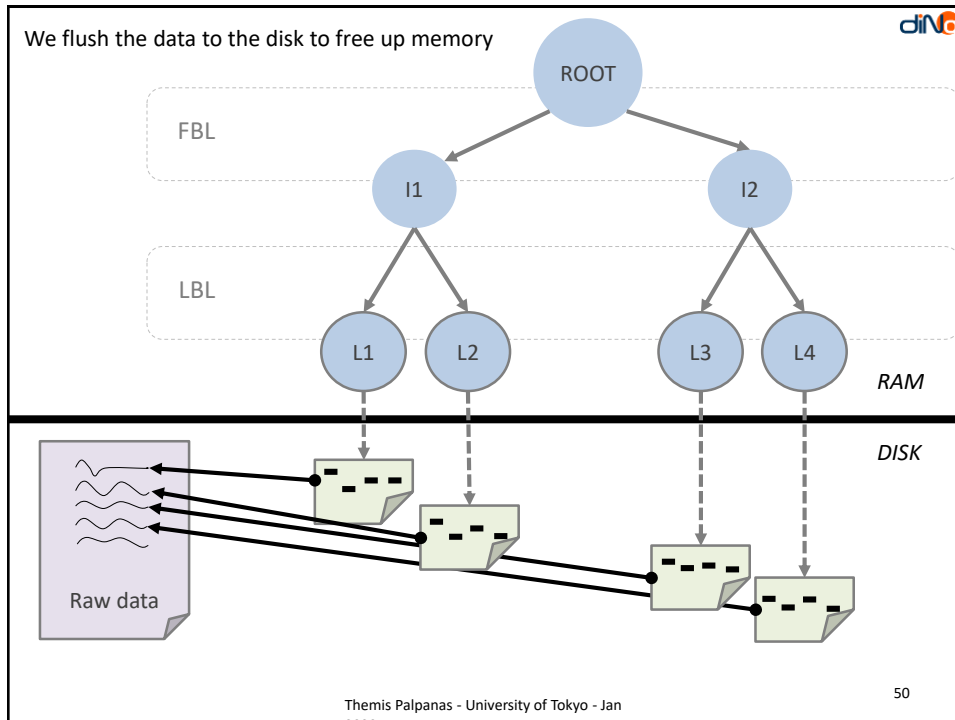 We flush the data to the disk to free up memory
ROOT
FBL
I1
I2
LBL
L1
L2
L3
L4
RAM
DISK
Raw data
50
Themis Palpanas - University of Tokyo - Jan